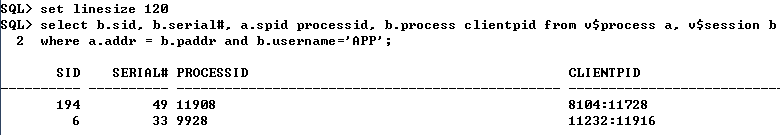 SQL> set linesize 120
SQL> select b.sid, b.serial#, a.spid processid, b.process clientpid from v$process a, v$session b
  2  where a.addr = b.paddr and b.username='APP';
       SID    SERIAL# PROCESSID                                            CLIENTPID
---------- ---------- ---------------------------------------------------- ----------------------------
       194         49 11908                                                8104:11728
         6         33 9928                                                 11232:11916